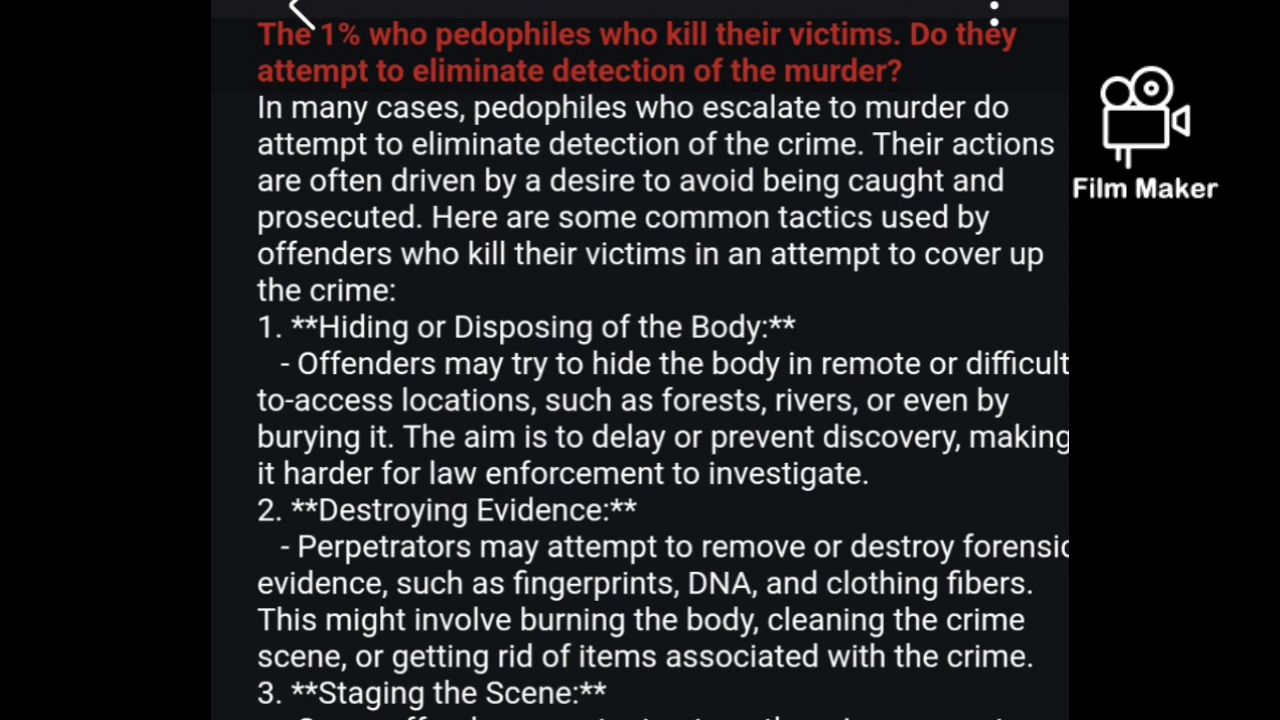 The 1% who pedophiles who kill their victims. Do they
attempt to eliminate detection of the murder?
In many cases, pedophiles who escalate to murder do
attempt to eliminate detection of the crime. Their actions
are often driven by a desire to avoid being caught and
prosecuted. Here are some common tactics used by
offenders who kill their victims in an attempt to cover up
the crime:
1. **Hiding or Disposing of the Body:**
- Offenders may try to hide the body in remote or difficult
to-access locations, such as forests, rivers, or even by
burying it. The aim is to delay or prevent discovery, making
it harder for law enforcement to investigate.
2. **Destroying Evidence:**
- Perpetrators may attempt to remove or destroy forensic
evidence, such as fingerprints, DNA, and clothing fibers.
This might involve burning the body, cleaning the crime
scene, or getting rid of items associated with the crime.
3. **Staging the Scene:**
Film Maker